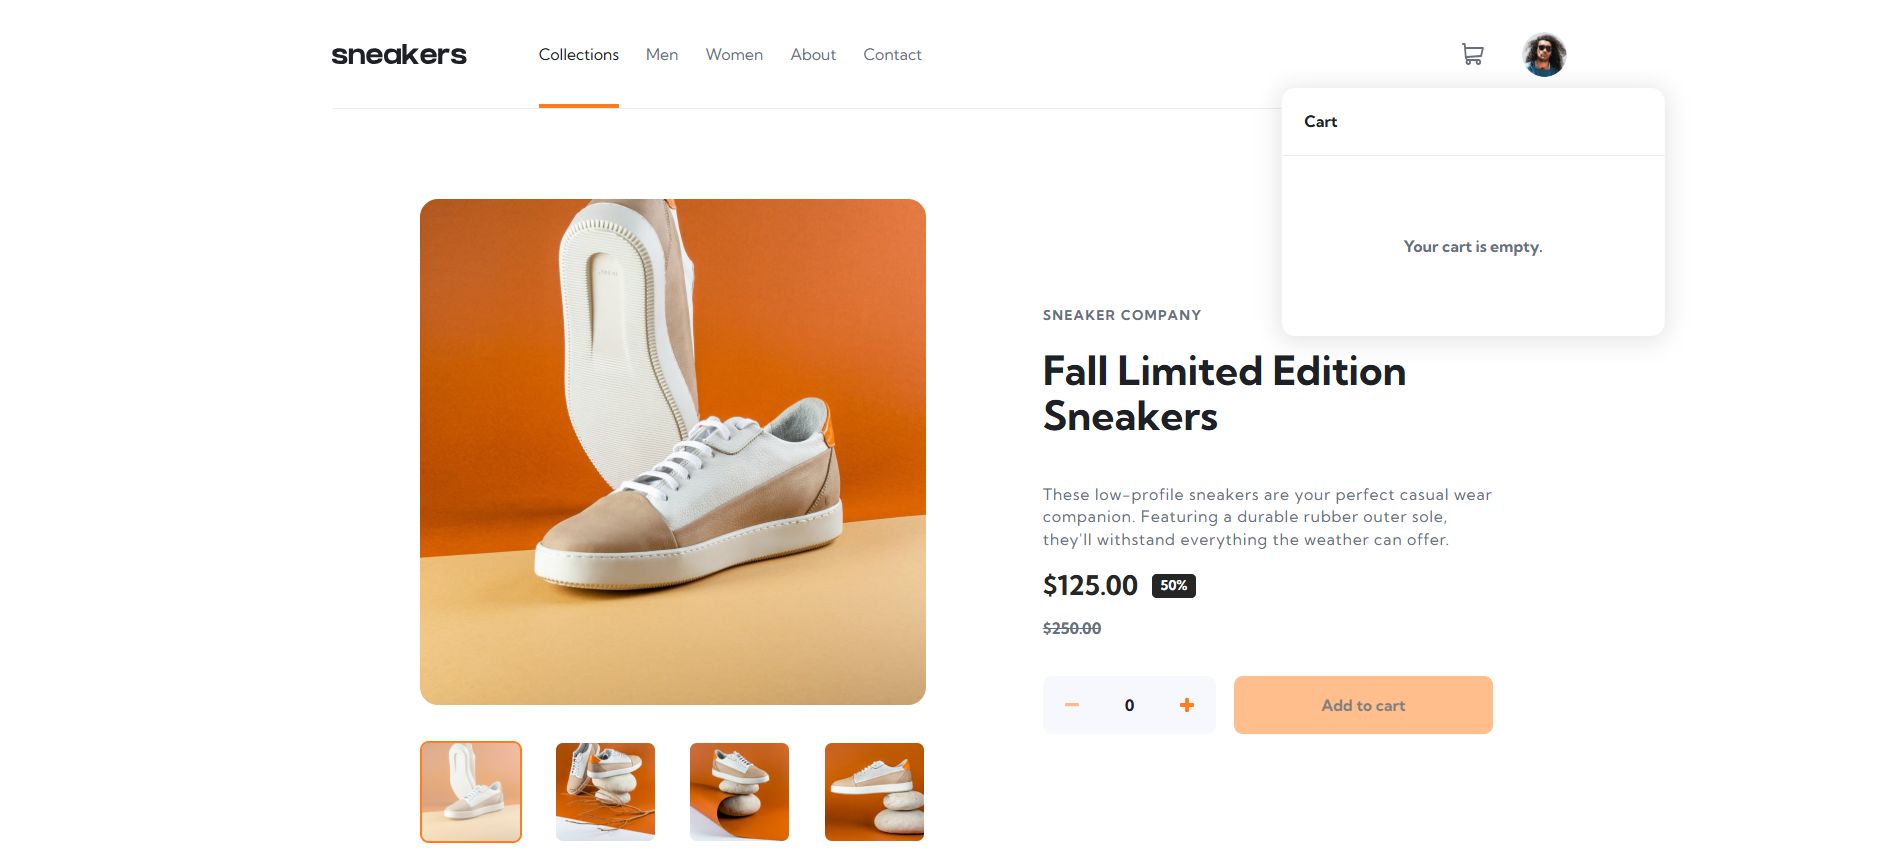 sneakers
Collections
Men
Women
About
Contact
Cart
Your cart is empty.
SNEAKER COMPANY
Fall Limited Edition
Sneakers
These low-profile sneakers are your perfect casual wear
companion. Featuring a durable rubber outer sole,
they'll withstand everything the weather can offer.
$125.00
50%
$250.00
0
Add to cart